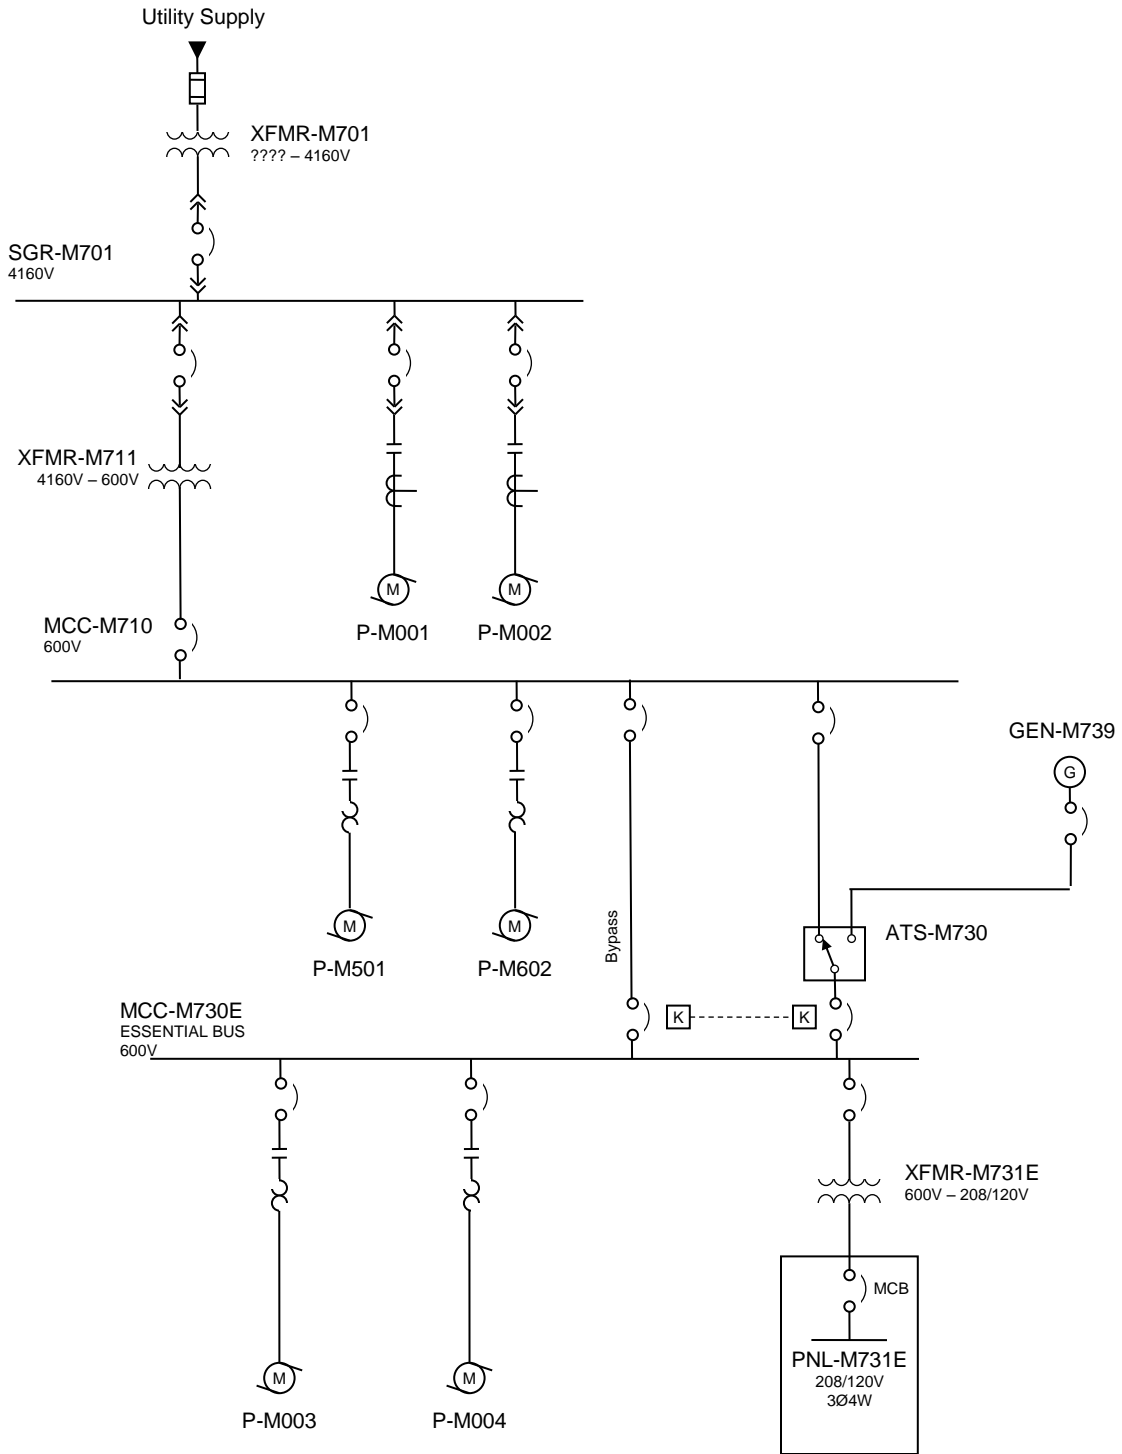 Utility Supply
XFMR-M701
???? – 4160V
SGR-M701
4160V
XFMR-M711
4160V – 600V
M
M
P-M001
P-M002
MCC-M710
600V
GEN-M739
G
Bypass
ATS-M730
M
M
P-M501
P-M602
MCC-M730E
ESSENTIAL BUS
600V
K
K
XFMR-M731E
600V – 208/120V
MCB
PNL-M731E
208/120V
3Ø4W
M
M
P-M003
P-M004